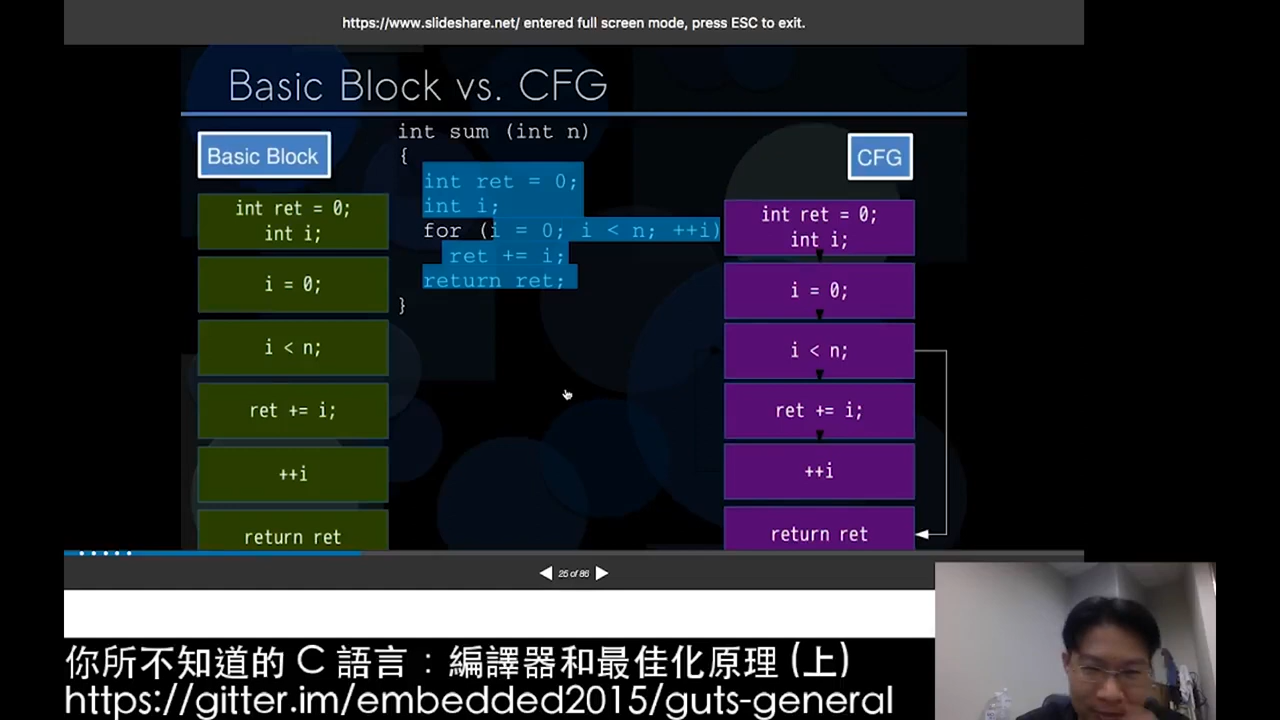 https://www.slideshare.net/ entered full screen mode, press ESC to exit.
Basic Block vs. CFG
Basic Block
int ret = 0;
int i;
i = 0;
i < n;
ret += i;
++i
return ret
int sum (int n)
{
int ret = 0;
int i;
for (i = 0; i < n; ++i)
ret += i;
return ret;
}
CFG
int ret = 0;
int i;
i = 0;
i < n;
ret += i;
++i
return ret
25 of 86
你所不知道的 C 語言：編譯器和最佳化原理 (上)
https://gitter.im/embedded2015/guts-general